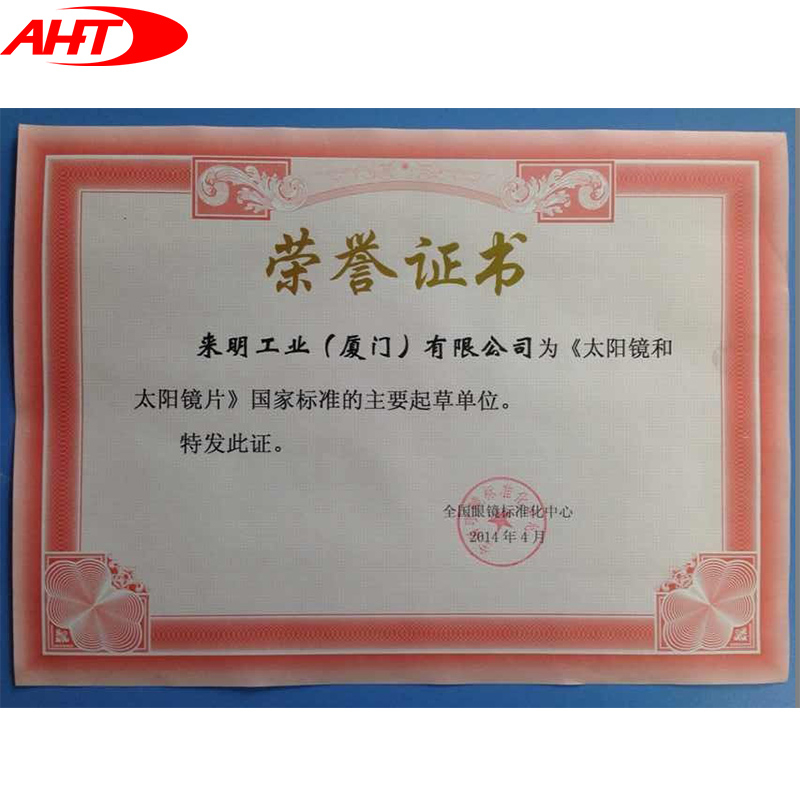 AHT
荣誉证书
来明工业（厦门）有限公司为《太阳镜和
太阳镜片》国家标准的主要起草单位。
特发此证。
全国眼镜标准化中心
2014年4月